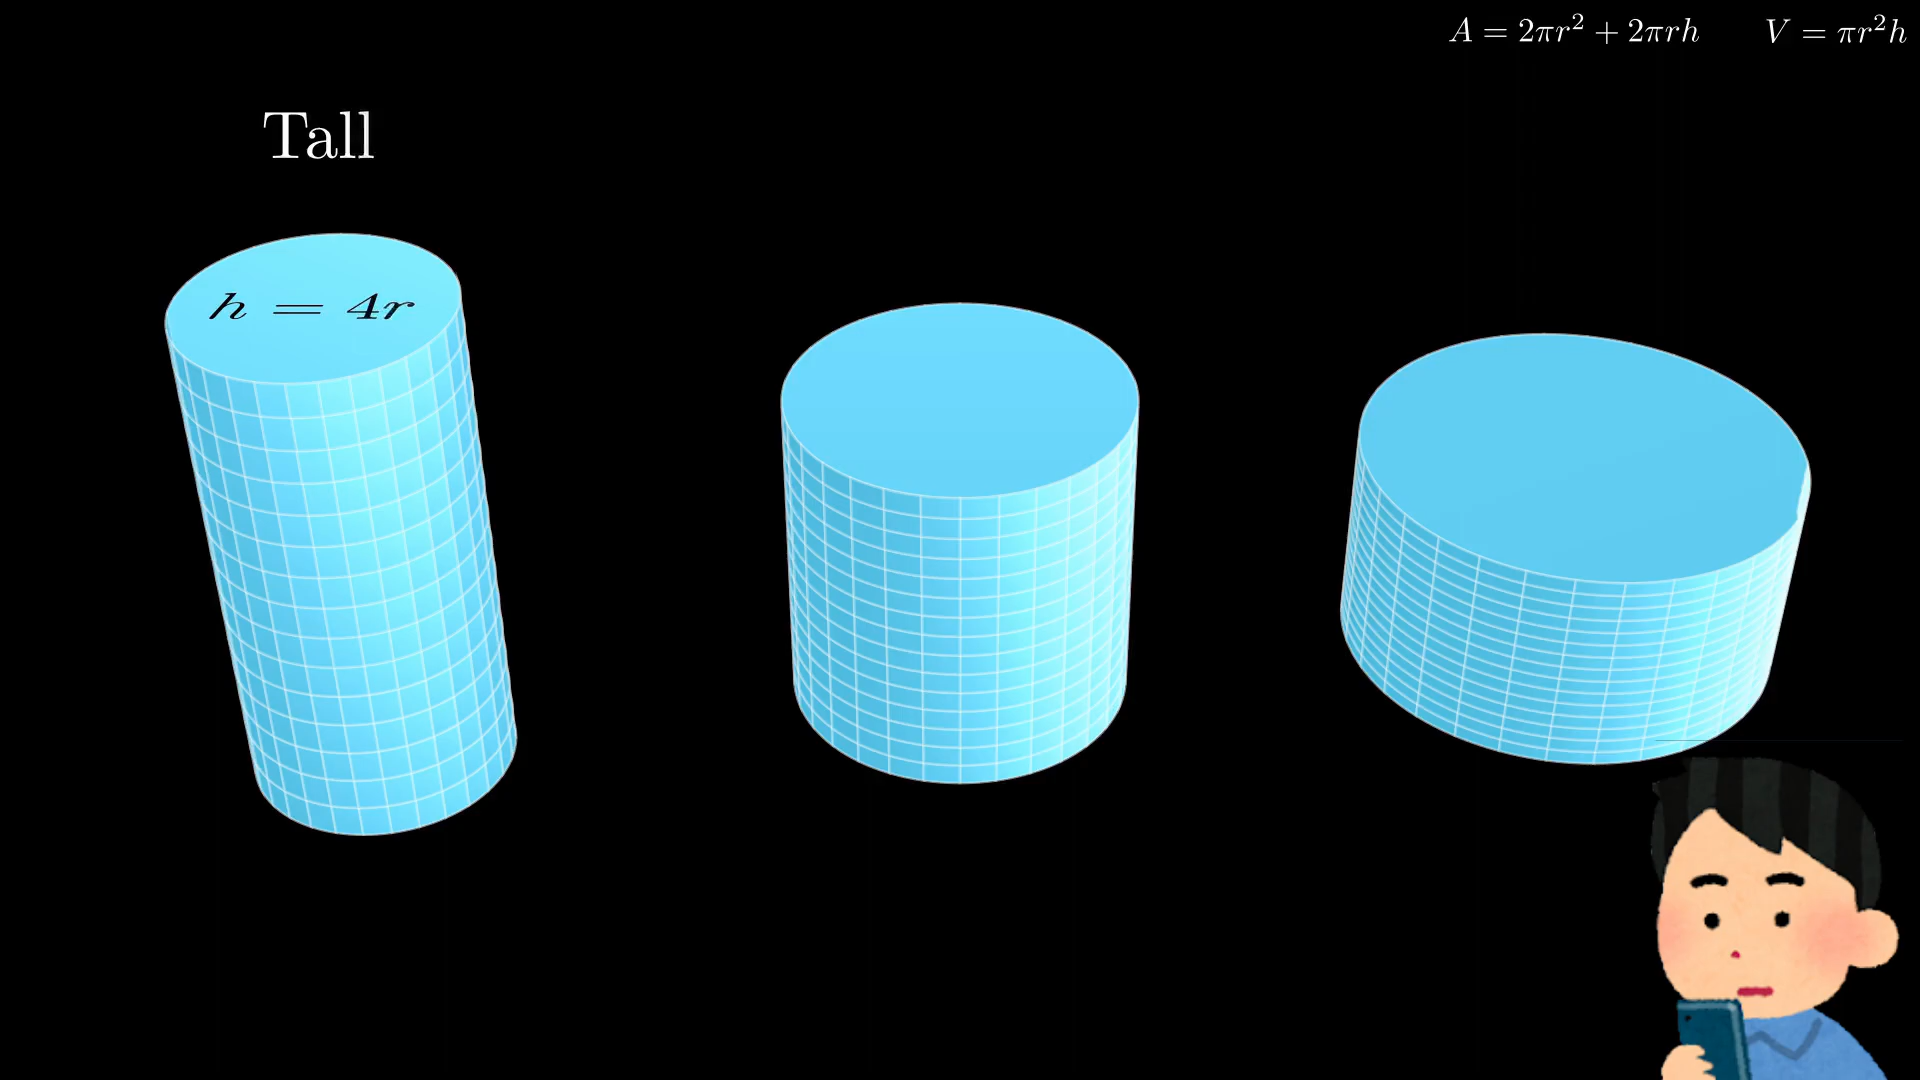 A = 2πr² + 2πrh V = πr²h
Tall
h = 4r